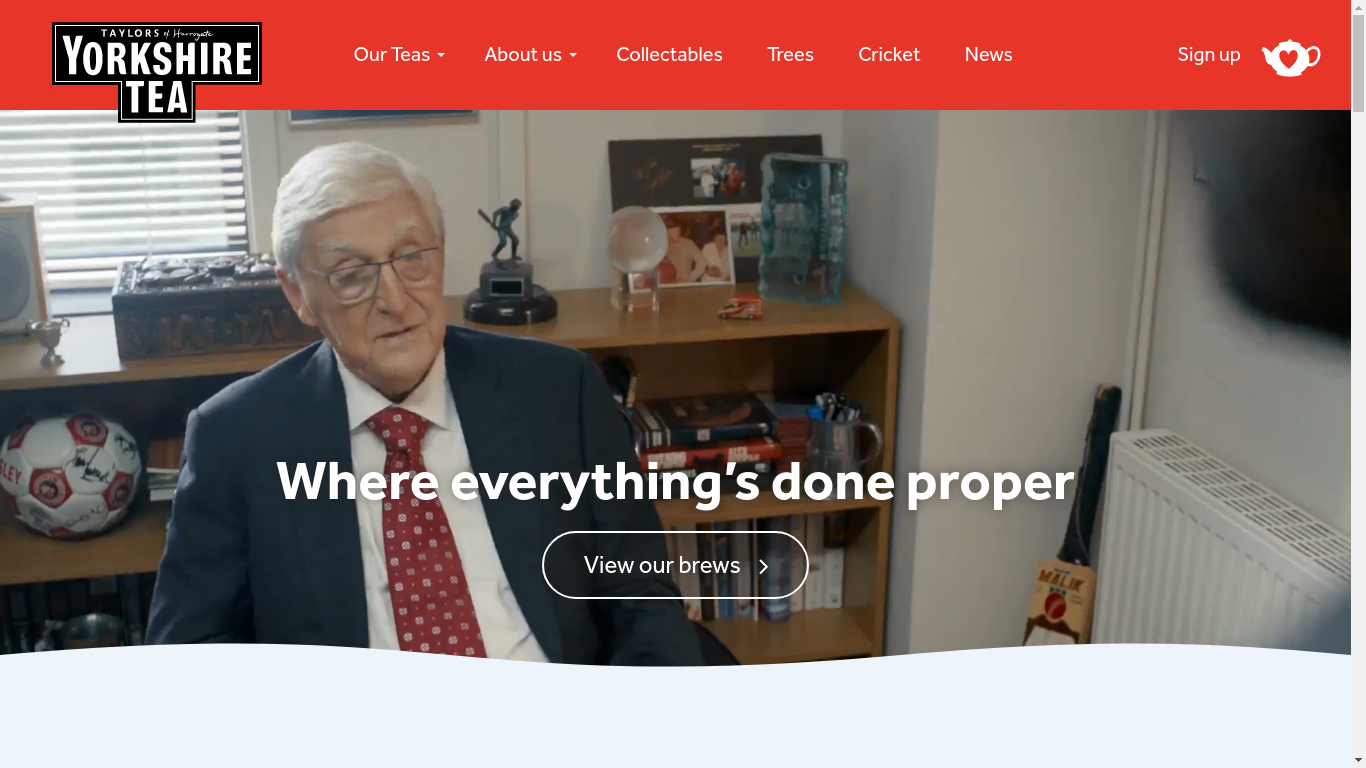 TAYLORS of Harrogate
YORKSHIRE
TEA
Our Teas
About us
Collectables
Trees
Cricket
News
Sign up
Where everything's done proper
View our brews
MALIK